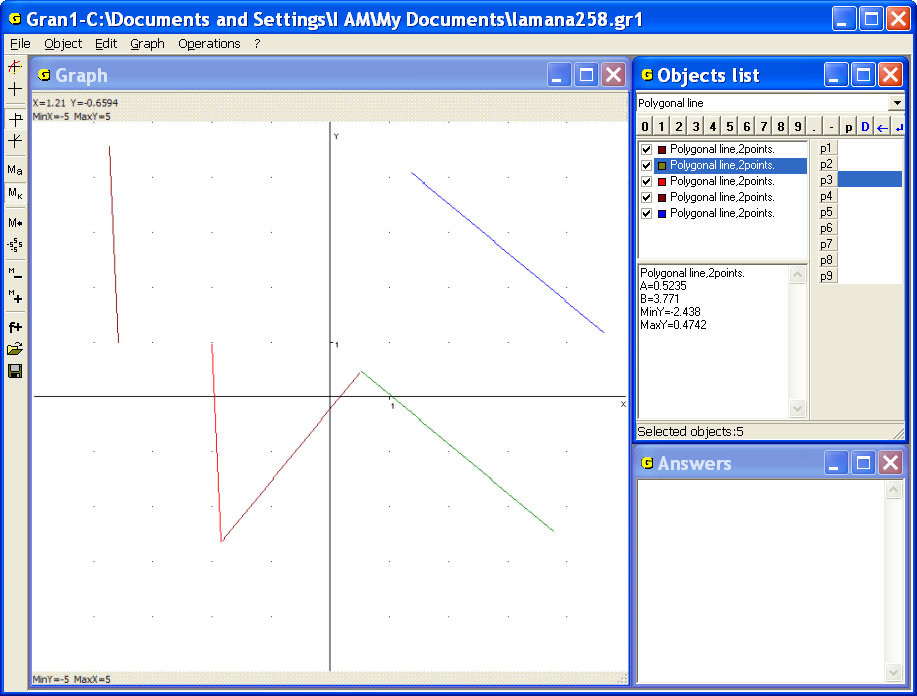 Gran1-C:\Documents and Settings\I AM\My Documents\lamana258.gr1
File Object Edit Graph Operations ?
Graph
X=1.21 Y=-0.6594
MinX=-5 MaxY=5
Y
1
X
1
MinY=-5 MaxX=5
Ma
Mк
M*
M
M+
f+
Objects list
Polygonal line
0 1 2 3 4 5 6 7 8 9 . - p D ←
Polygonal line,2points.
Polygonal line,2points.
Polygonal line,2points.
Polygonal line,2points.
Polygonal line,2points.
p1
p2
p3
p4
p5
p6
p7
p8
p9
Polygonal line,2points.
A=0.5235
B=3.771
MinY=-2.438
MaxY=0.4742
Selected objects:5
Answers